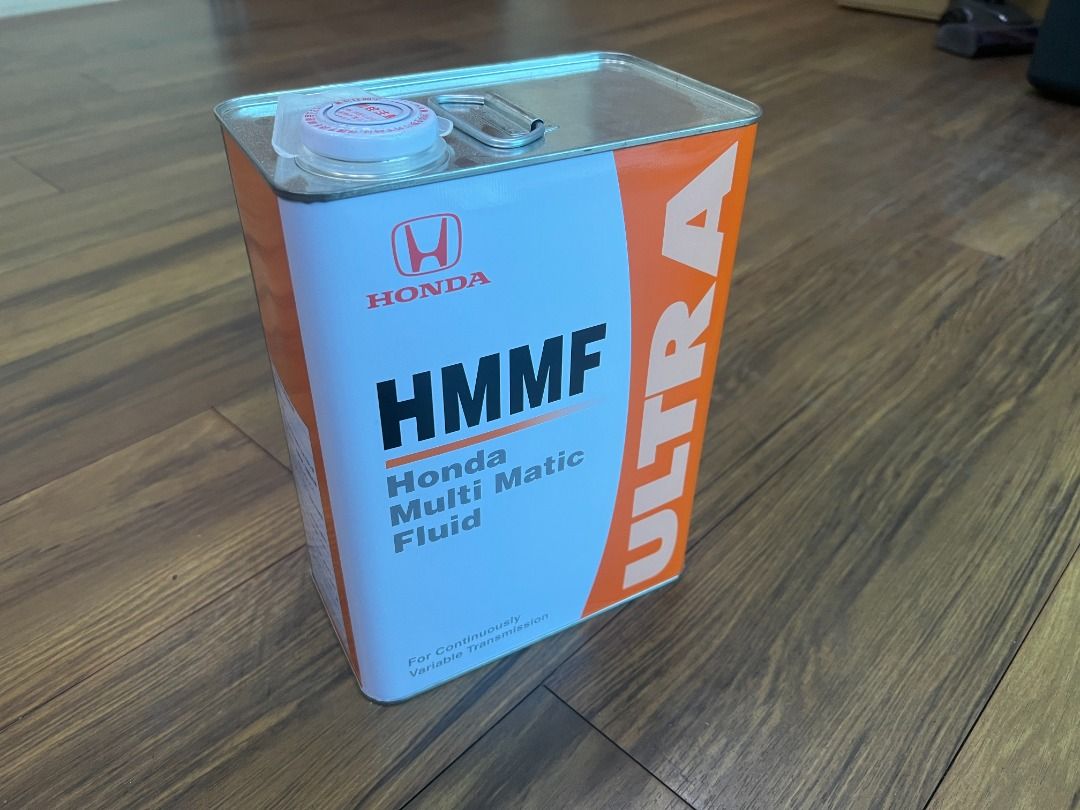 HONDA
HMMF
Honda
Multi Matic
Fluid
For Continuously
Variable Transmission
ULTRA